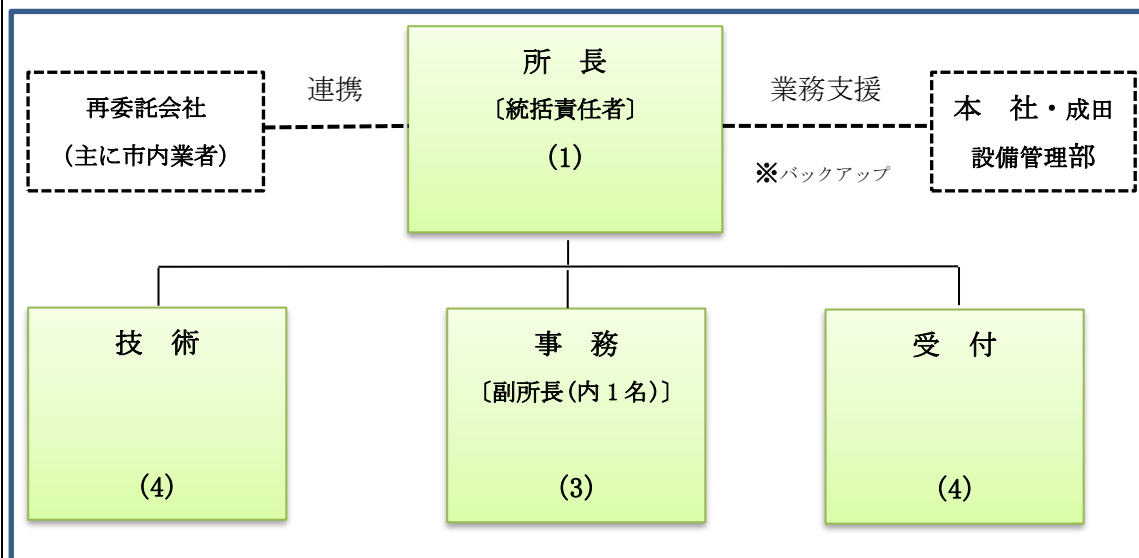 所　長
〔統括責任者〕
(1)
再委託会社
(主に市内業者)
連携
業務支援
※バックアップ
本　社・成田
設備管理部
技　術
(4)
事　務
〔副所長(内１名)〕
(3)
受　付
(4)